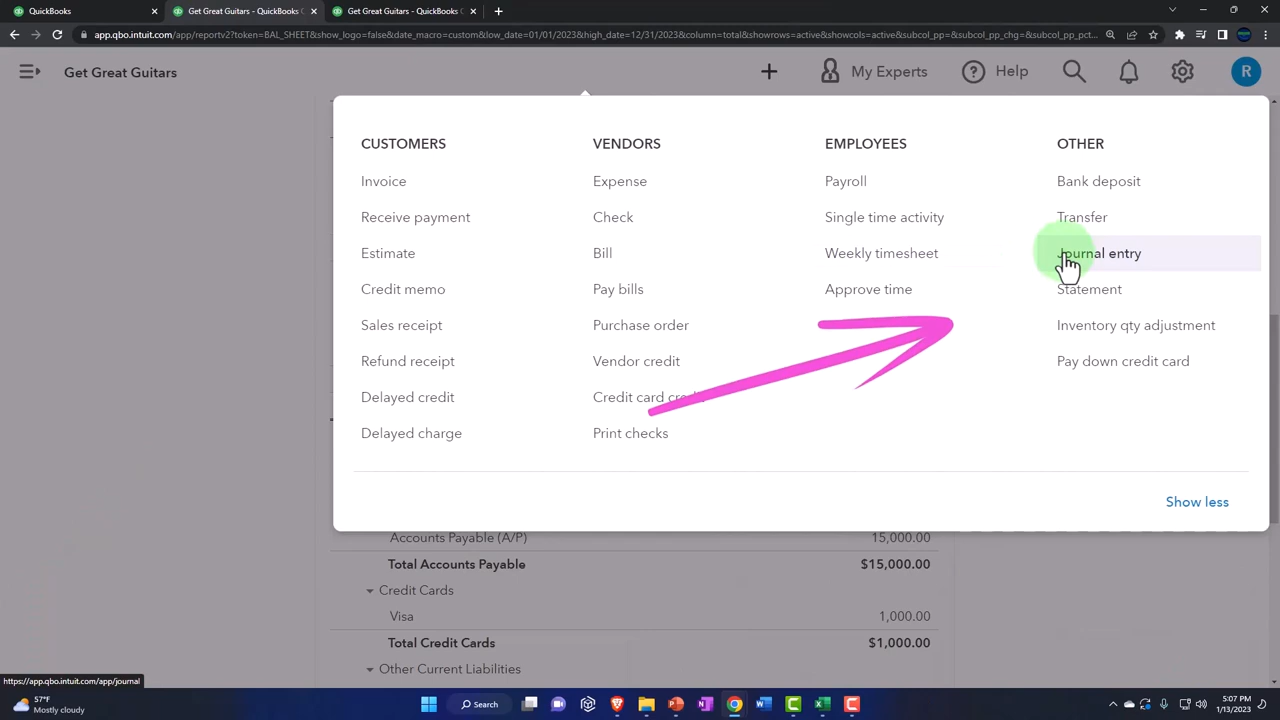 QuickBooks
Get Great Guitars - QuickBooks
Get Great Guitars - QuickBooks
app.qbo.intuit.com/app/reportv2?token=BAL_SHEET&show_logo=false&date_macro=custom&low_date=01/01/2023&high_date=12/31/2023&column=total&showrows=active&showcols=active&subcol_pp=&subcol_pp_chg=&subcol_pp_pct...
Get Great Guitars
My Experts
Help
R
CUSTOMERS
Invoice
Receive payment
Estimate
Credit memo
Sales receipt
Refund receipt
Delayed credit
Delayed charge
VENDORS
Expense
Check
Bill
Pay bills
Purchase order
Vendor credit
Credit card credit
Print checks
EMPLOYEES
Payroll
Single time activity
Weekly timesheet
Approve time
OTHER
Bank deposit
Transfer
Journal entry
Statement
Inventory qty adjustment
Pay down credit card
Show less
Accounts Payable (A/P) 15,000.00
Total Accounts Payable $15,000.00
Credit Cards
Visa 1,000.00
Total Credit Cards $1,000.00
Other Current Liabilities
https://app.qbo.intuit.com/app/journal
57°F
Mostly cloudy
Search
5:07 PM
1/13/2023